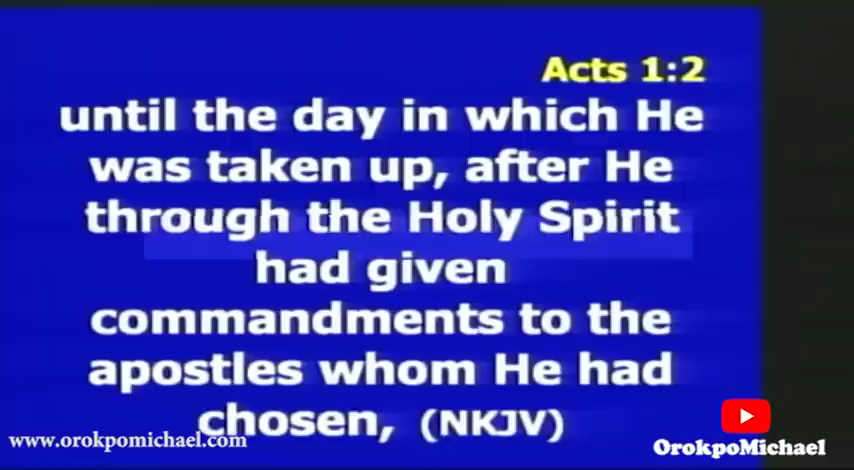 Acts 1:2
until the day in which He
was taken up, after He
through the Holy Spirit
had given
commandments to the
apostles whom He had
chosen, (NKJV)
www.orokpomichael.com
OrokpoMichael